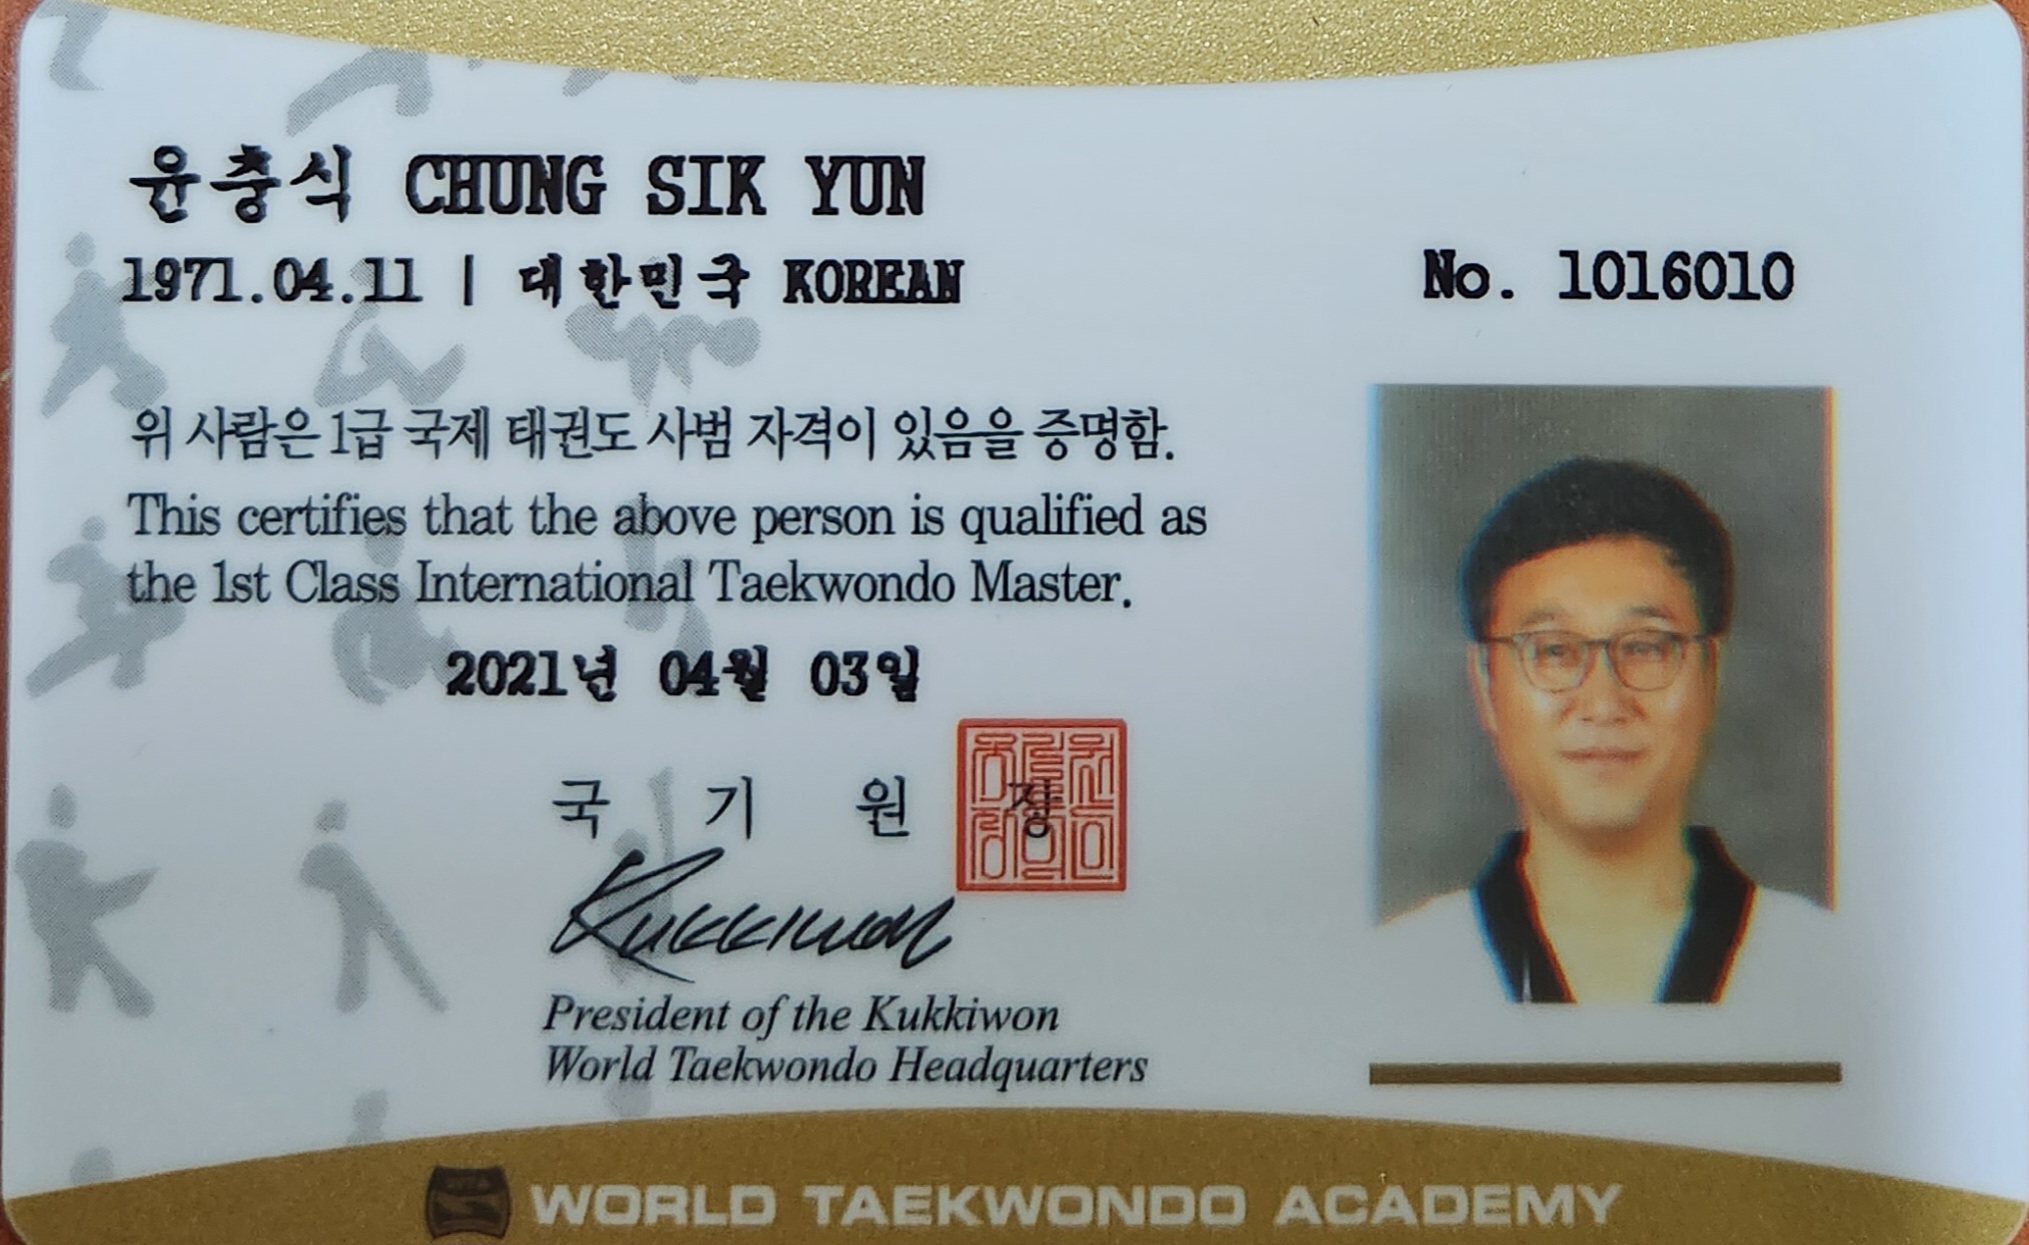 윤충식 CHUNG SIK YUN
1971.04.11 | 대한민국 KOREAN
No. 1016010
위 사람은 1급 국제 태권도 사범 자격이 있음을 증명함.
This certifies that the above person is qualified as
the 1st Class International Taekwondo Master.
2021년 04월 03일
국 기 원 장
Kukkiwon
President of the Kukkiwon
World Taekwondo Headquarters
WORLD TAEKWONDO ACADEMY